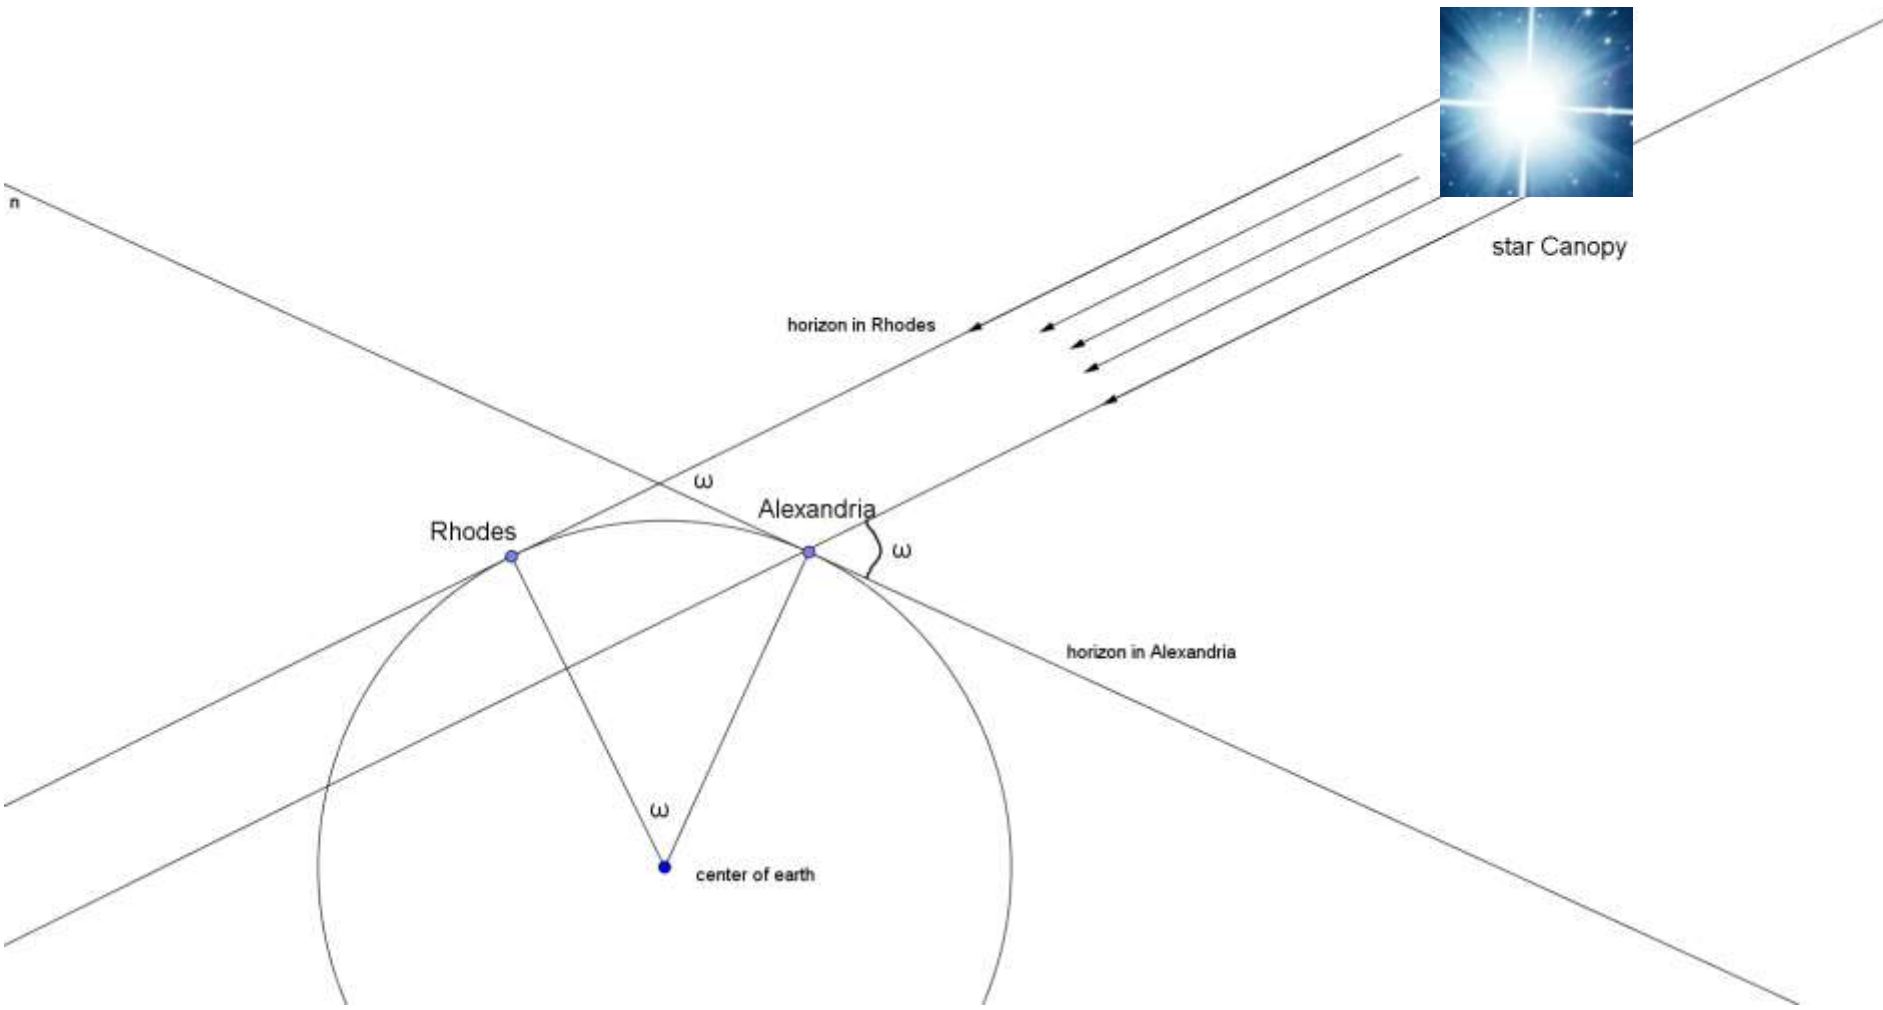 n
star Canopy
horizon in Rhodes
ω
Alexandria
Rhodes
ω
horizon in Alexandria
ω
center of earth